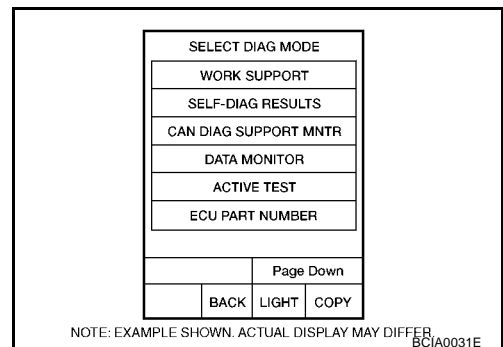 SELECT DIAG MODE
WORK SUPPORT
SELF-DIAG RESULTS
CAN DIAG SUPPORT MNTR
DATA MONITOR
ACTIVE TEST
ECU PART NUMBER
Page Down
BACK LIGHT COPY
NOTE: EXAMPLE SHOWN. ACTUAL DISPLAY MAY DIFFER.
BCIA0031E